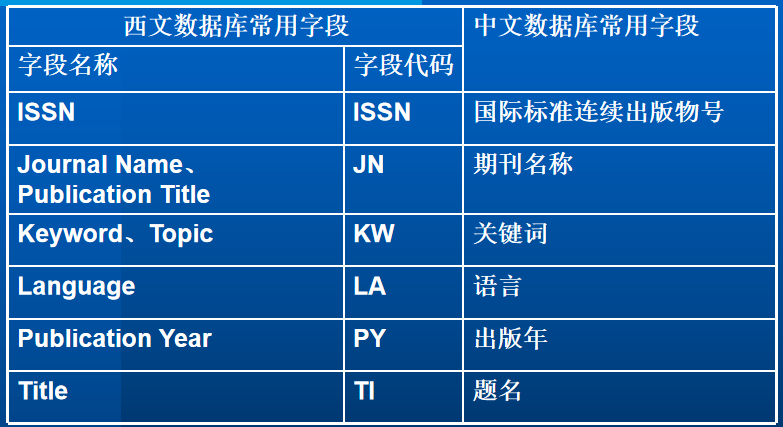 西文数据库常用字段 中文数据库常用字段
字段名称 字段代码
ISSN ISSN 国际标准连续出版物号
Journal Name、 JN 期刊名称
Publication Title
Keyword、Topic KW 关键词
Language LA 语言
Publication Year PY 出版年
Title TI 题名